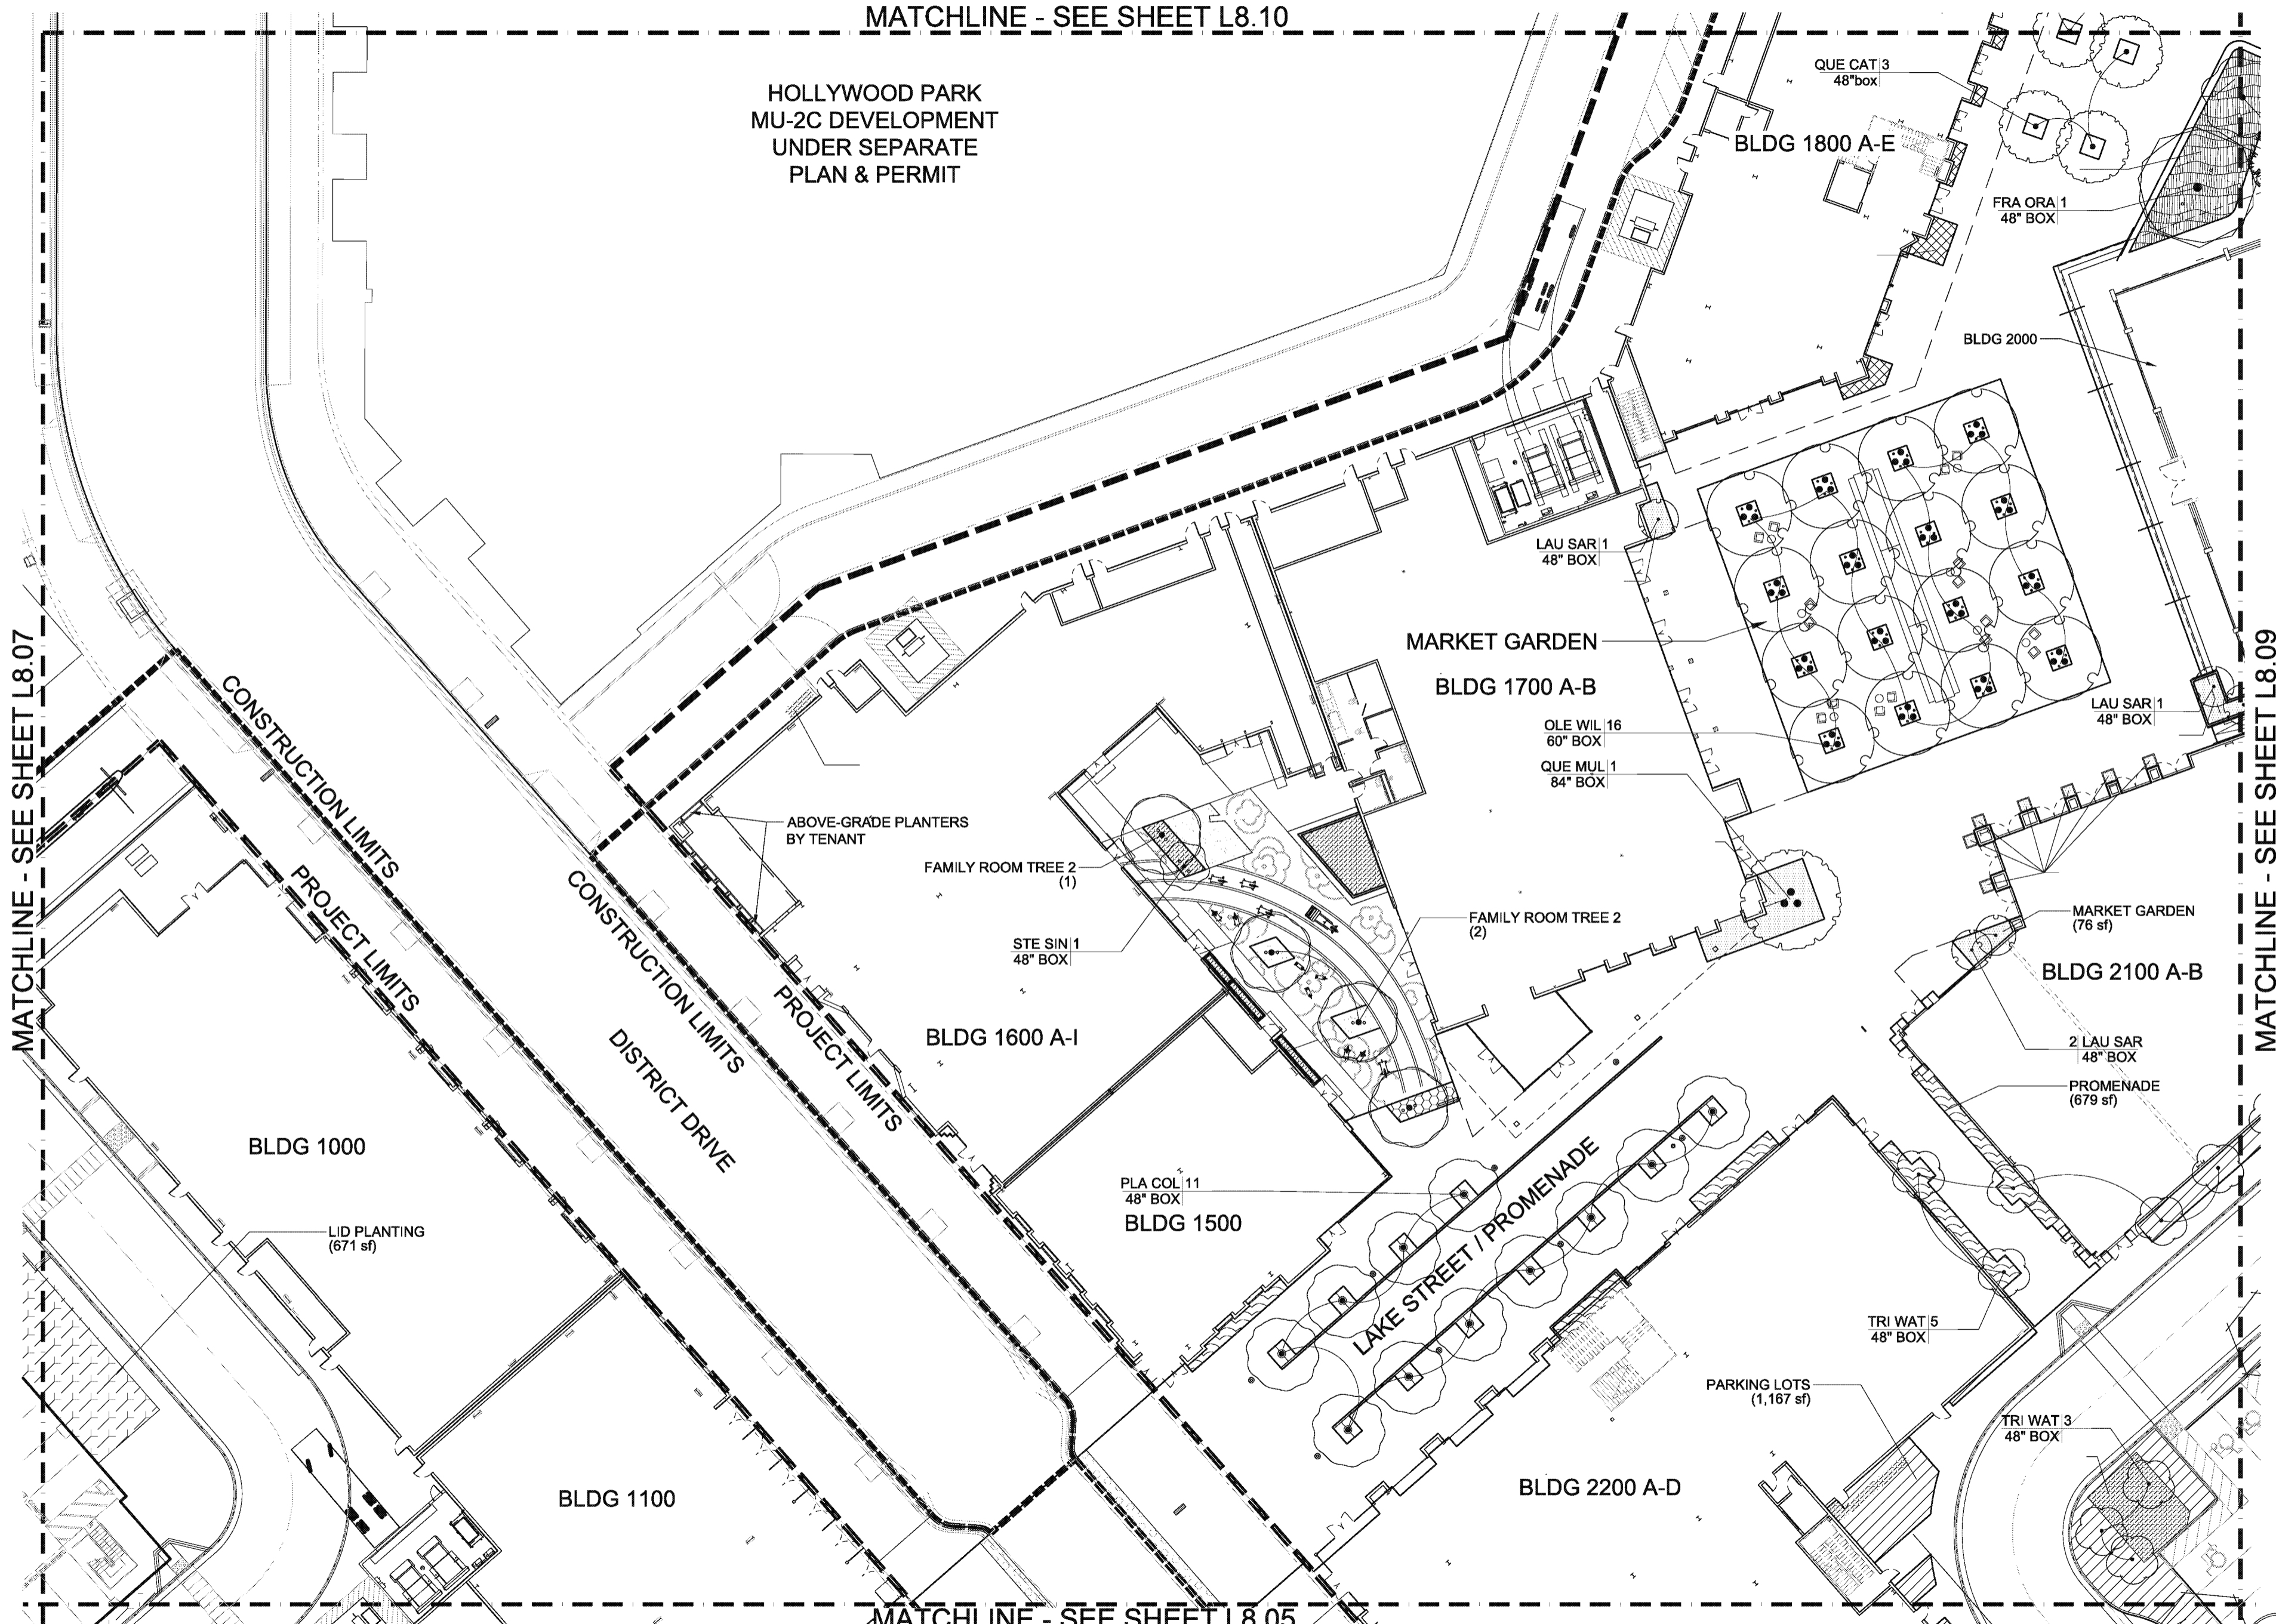 MATCHLINE - SEE SHEET L8.10
HOLLYWOOD PARK
MU-2C DEVELOPMENT
UNDER SEPARATE
PLAN & PERMIT
QUE CAT 3
48"box
BLDG 1800 A-E
FRA ORA 1
48" BOX
BLDG 2000
LAU SAR 1
48" BOX
MARKET GARDEN
BLDG 1700 A-B
OLE WIL 16
60" BOX
QUE MUL 1
84" BOX
LAU SAR 1
48" BOX
MATCHLINE - SEE SHEET L8.07
MATCHLINE - SEE SHEET L8.09
CONSTRUCTION LIMITS
PROJECT LIMITS
CONSTRUCTION LIMITS
PROJECT LIMITS
DISTRICT DRIVE
ABOVE-GRADE PLANTERS
BY TENANT
FAMILY ROOM TREE 2
(1)
STE SIN 1
48" BOX
FAMILY ROOM TREE 2
(2)
MARKET GARDEN
(76 sf)
BLDG 2100 A-B
2 LAU SAR
48" BOX
PROMENADE
(679 sf)
BLDG 1600 A-I
BLDG 1000
LID PLANTING
(671 sf)
PLA COL 11
48" BOX
BLDG 1500
LAKE STREET / PROMENADE
TRI WAT 5
48" BOX
PARKING LOTS
(1,167 sf)
TRI WAT 3
48" BOX
BLDG 1100
BLDG 2200 A-D
MATCHLINE - SEE SHEET L8.05